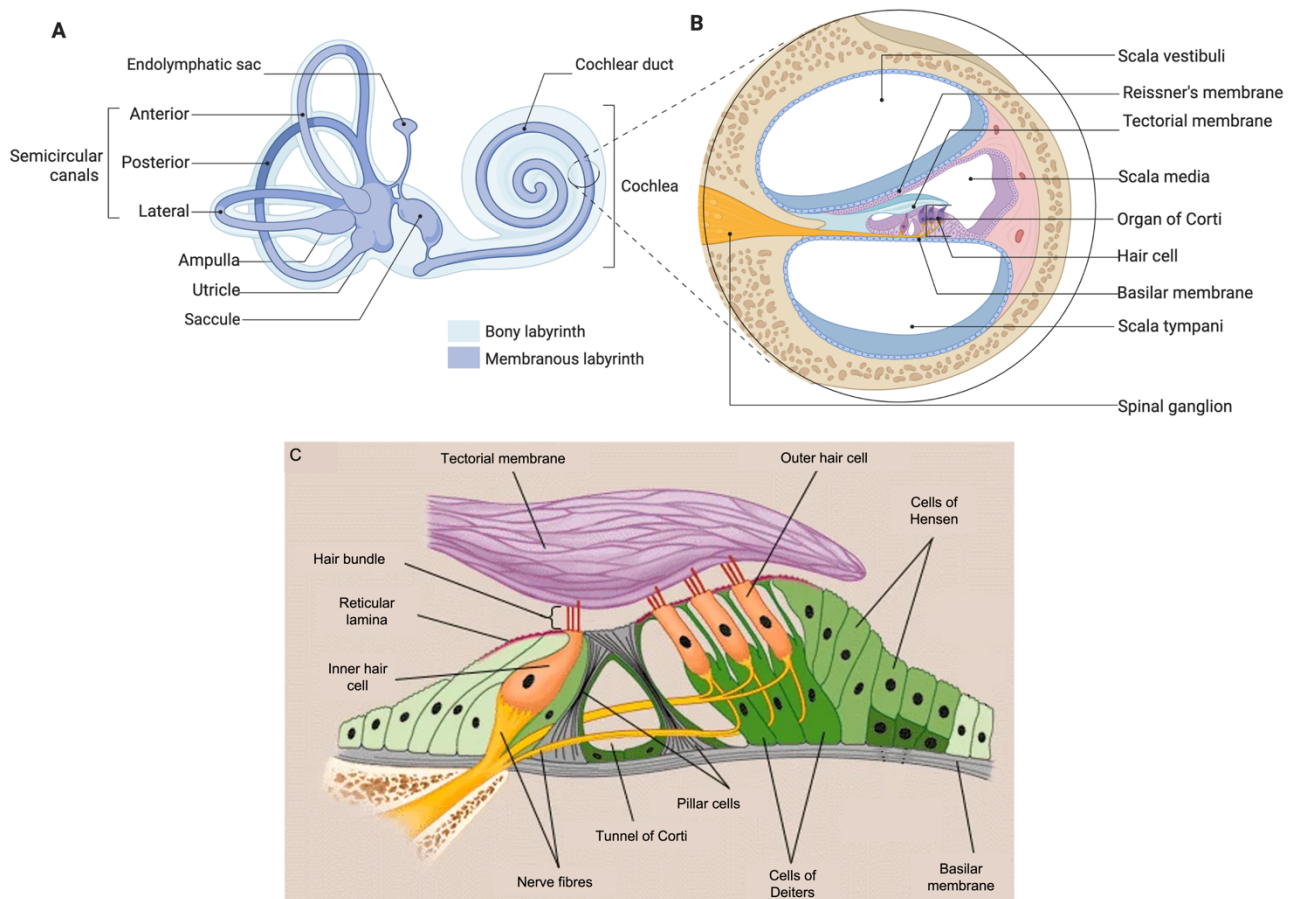 A
Endolymphatic sac
Anterior
Semicircular
canals
Posterior
Lateral
Ampulla
Utricle
Saccule
Cochlear duct
Cochlea
Bony labyrinth
Membranous labyrinth
B
Scala vestibuli
Reissner's membrane
Tectorial membrane
Scala media
Organ of Corti
Hair cell
Basilar membrane
Scala tympani
Spinal ganglion
C
Tectorial membrane
Outer hair cell
Cells of
Hensen
Hair bundle
Reticular
lamina
Inner hair
cell
Pillar cells
Tunnel of Corti
Nerve fibres
Cells of
Deiters
Basilar
membrane